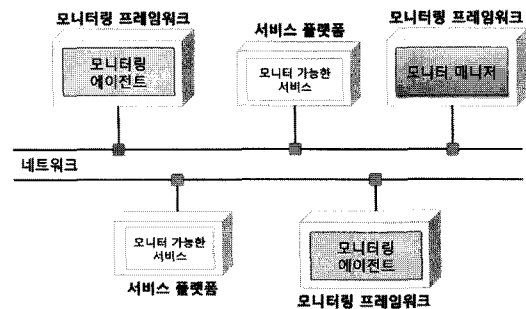 모니터링 프레임워크
서비스 플랫폼
모니터링 프레임워크
모니터링
에이전트
모니터 가능한
서비스
모니터 매니저
네트워크
모니터 가능한
서비스
모니터링
에이전트
서비스 플랫폼
모니터링 프레임워크